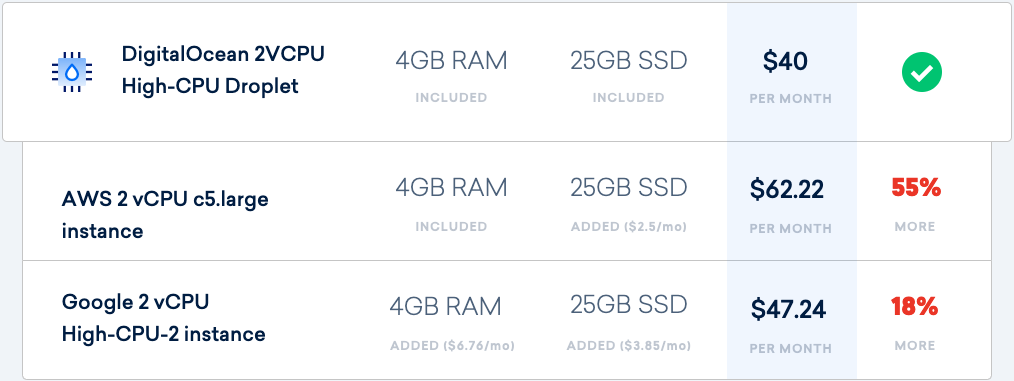 DigitalOcean 2VCPU
High-CPU Droplet
4GB RAM
INCLUDED
25GB SSD
INCLUDED
$40
PER MONTH
AWS 2 vCPU c5.large
instance
4GB RAM
INCLUDED
25GB SSD
ADDED ($2.5/mo)
$62.22
PER MONTH
55%
MORE
Google 2 vCPU
High-CPU-2 instance
4GB RAM
ADDED ($6.76/mo)
25GB SSD
ADDED ($3.85/mo)
$47.24
PER MONTH
18%
MORE